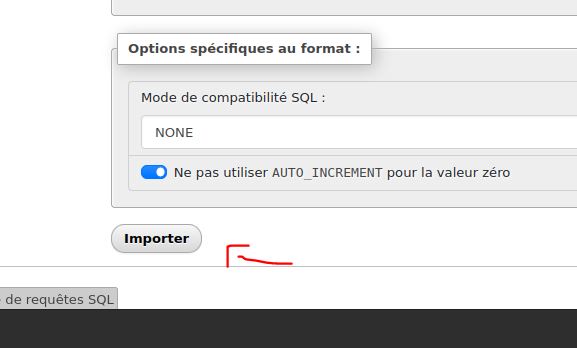 Options spécifiques au format :
Mode de compatibilité SQL :
NONE
Ne pas utiliser AUTO_INCREMENT pour la valeur zéro
Importer
de requêtes SQL